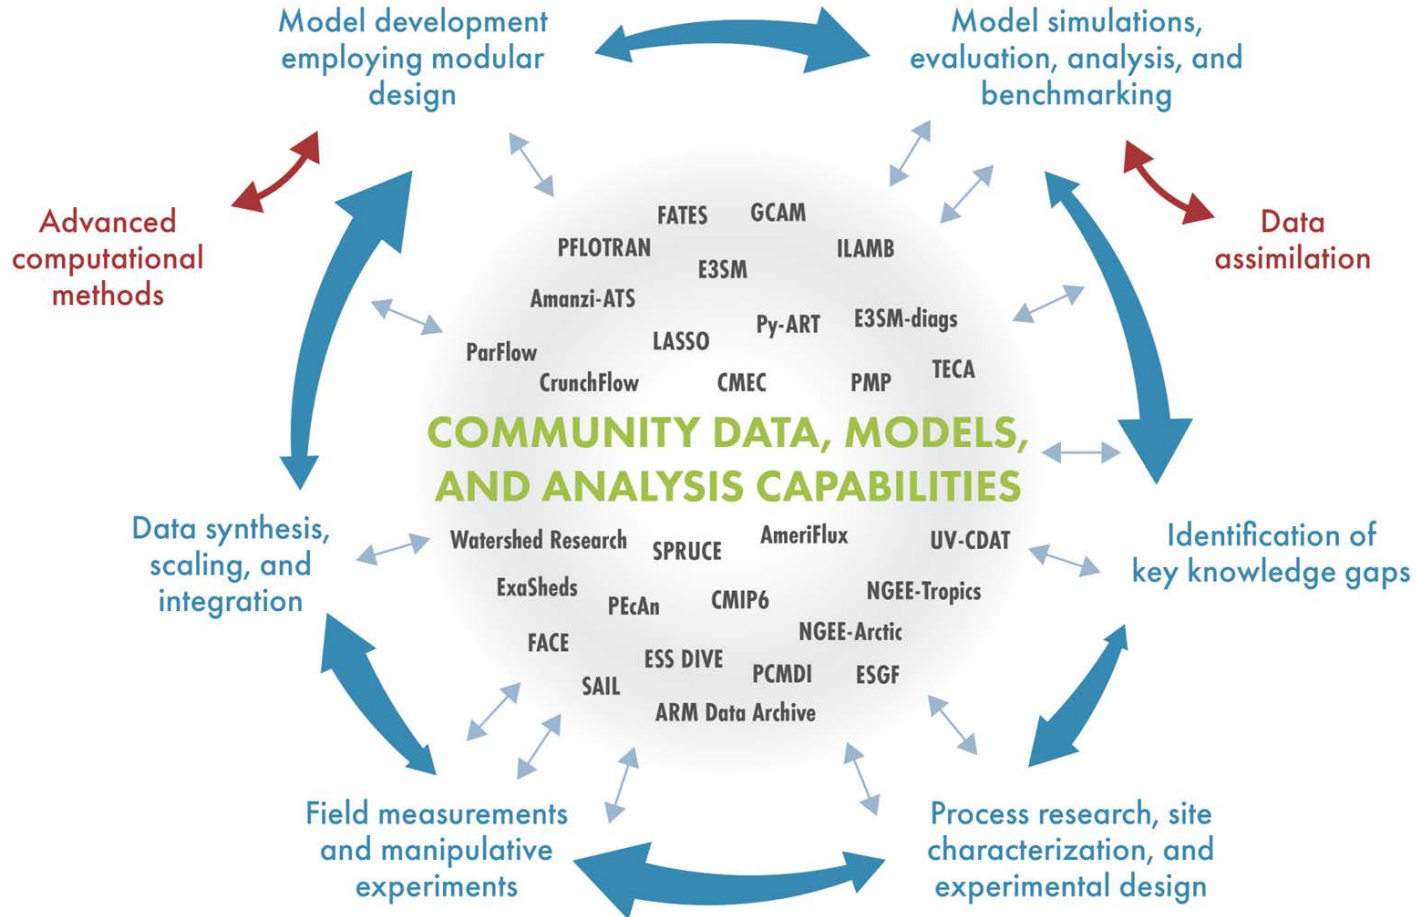 Model development
employing modular
design
Model simulations,
evaluation, analysis, and
benchmarking
Advanced
computational
methods
Data
assimilation
FATES
GCAM
PFLOTRAN
ILAMB
E3SM
Amanzi-ATS
Py-ART
E3SM-diags
LASSO
ParFlow
TECA
CrunchFlow
CMEC
PMP
COMMUNITY DATA, MODELS,
AND ANALYSIS CAPABILITIES
Data synthesis,
scaling, and
integration
Identification of
key knowledge gaps
Watershed Research
SPRUCE
AmeriFlux
UV-CDAT
ExaSheds
PEcAn
CMIP6
NGEE-Tropics
FACE
NGEE-Arctic
ESS DIVE
SAIL
PCMDI
ESGF
ARM Data Archive
Field measurements
and manipulative
experiments
Process research, site
characterization, and
experimental design